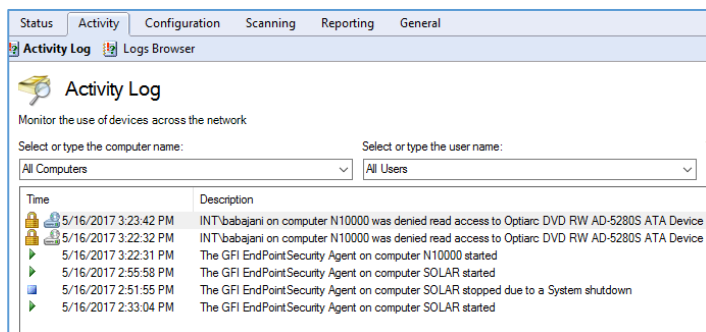 Status Activity Configuration Scanning Reporting General
Activity Log Logs Browser
Activity Log
Monitor the use of devices across the network
Select or type the computer name: Select or type the user name:
All Computers All Users
Time Description
5/16/2017 3:23:42 PM INT\babajani on computer N10000 was denied read access to Optiarc DVD RW AD-5280S ATA Device
5/16/2017 3:22:32 PM INT\babajani on computer N10000 was denied read access to Optiarc DVD RW AD-5280S ATA Device
5/16/2017 3:22:31 PM The GFI EndPointSecurity Agent on computer N10000 started
5/16/2017 2:55:58 PM The GFI EndPointSecurity Agent on computer SOLAR started
5/16/2017 2:51:55 PM The GFI EndPointSecurity Agent on computer SOLAR stopped due to a System shutdown
5/16/2017 2:33:04 PM The GFI EndPointSecurity Agent on computer SOLAR started